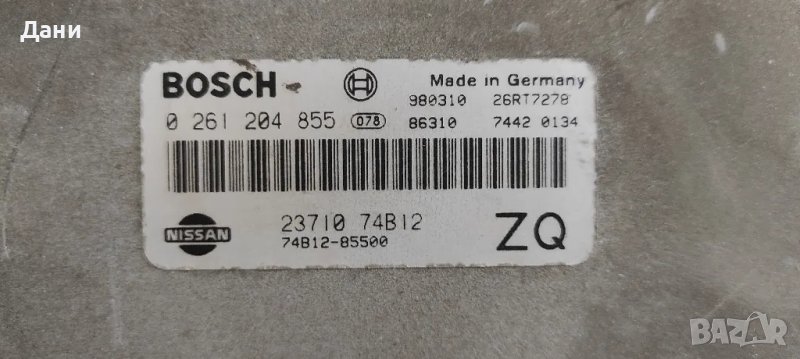 Дани
BOSCH Made in Germany
980310 26RT7278
0 261 204 855 078 86310 7442 0134
NISSAN 23710 74B12 ZQ
74B12-85500
BAZAR